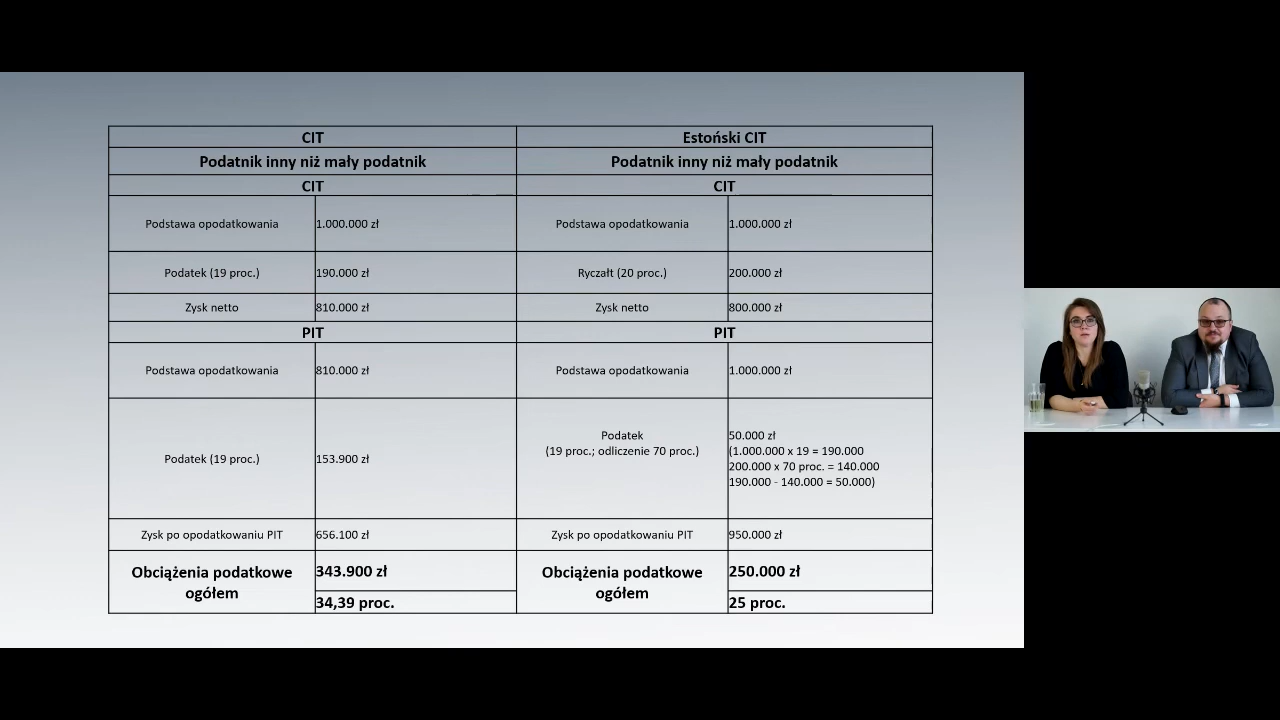 CIT
Estoński CIT
Podatnik inny niż mały podatnik
Podatnik inny niż mały podatnik
CIT
CIT
Podstawa opodatkowania
1.000.000 zł
Podstawa opodatkowania
1.000.000 zł
Podatek (19 proc.)
190.000 zł
Ryczałt (20 proc.)
200.000 zł
Zysk netto
810.000 zł
Zysk netto
800.000 zł
PIT
PIT
Podstawa opodatkowania
810.000 zł
Podstawa opodatkowania
1.000.000 zł
Podatek (19 proc.)
153.900 zł
Podatek
(19 proc.; odliczenie 70 proc.)
50.000 zł
(1.000.000 x 19 = 190.000
200.000 x 70 proc. = 140.000
190.000 - 140.000 = 50.000)
Zysk po opodatkowaniu PIT
656.100 zł
Zysk po opodatkowaniu PIT
950.000 zł
Obciążenia podatkowe
ogółem
343.900 zł
34,39 proc.
Obciążenia podatkowe
ogółem
250.000 zł
25 proc.